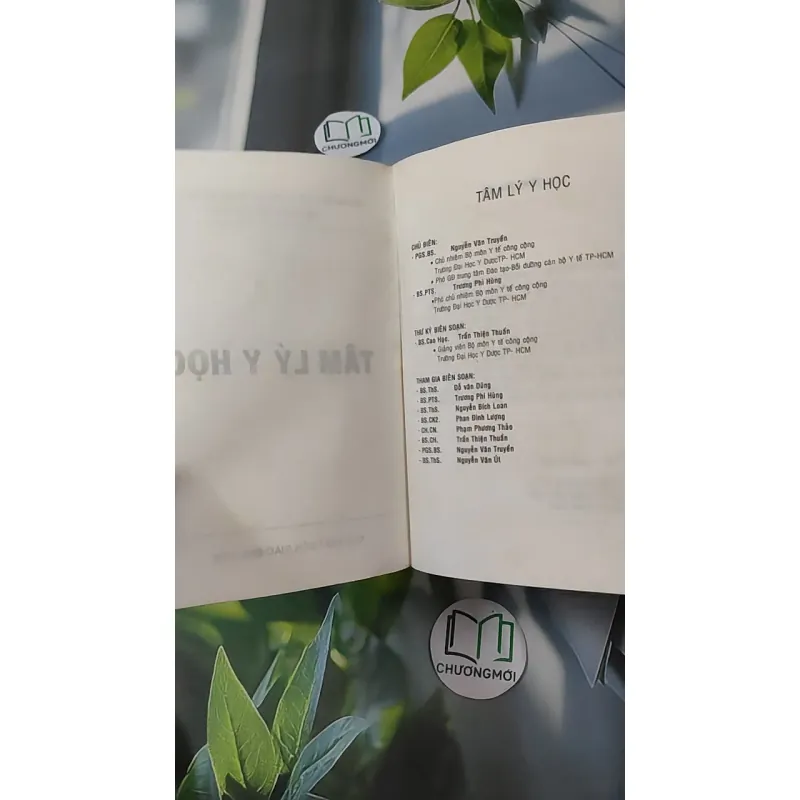 CHƯƠNGMỚI
TÂM LÝ Y HỌC
TÂM LÝ Y HỌC
CHỦ BIÊN:
- PGS.BS. Nguyễn Văn Truyền
• Chủ nhiệm Bộ môn Y tế công cộng
Trường Đại Học Y DượcTP- HCM
• Phó GĐ trung tâm Đào tạo-Bồi dưỡng cán bộ Y tế TP-HCM
- BS.PTS. Trương Phi Hùng
• Phó chủ nhiệm Bộ môn Y tế công cộng
Trường Đại Học Y Dược TP- HCM
THƯ KÝ BIÊN SOẠN:
- BS.Cao Học. Trần Thiện Thuần
• Giảng viên Bộ môn Y tế công cộng
Trường Đại Học Y Dược TP- HCM
THAM GIA BIÊN SOẠN:
- BS.ThS. Đỗ văn Dũng
- BS.PTS. Trương Phi Hùng
- BS.ThS. Nguyễn Bích Loan
- BS.CK2. Phan Đình Lượng
- CH.CN. Phạm Phương Thảo
- BS.CH. Trần Thiện Thuần
- PGS.BS. Nguyễn Văn Truyền
- BS.ThS. Nguyễn Văn Út
CHƯƠNGMỚI